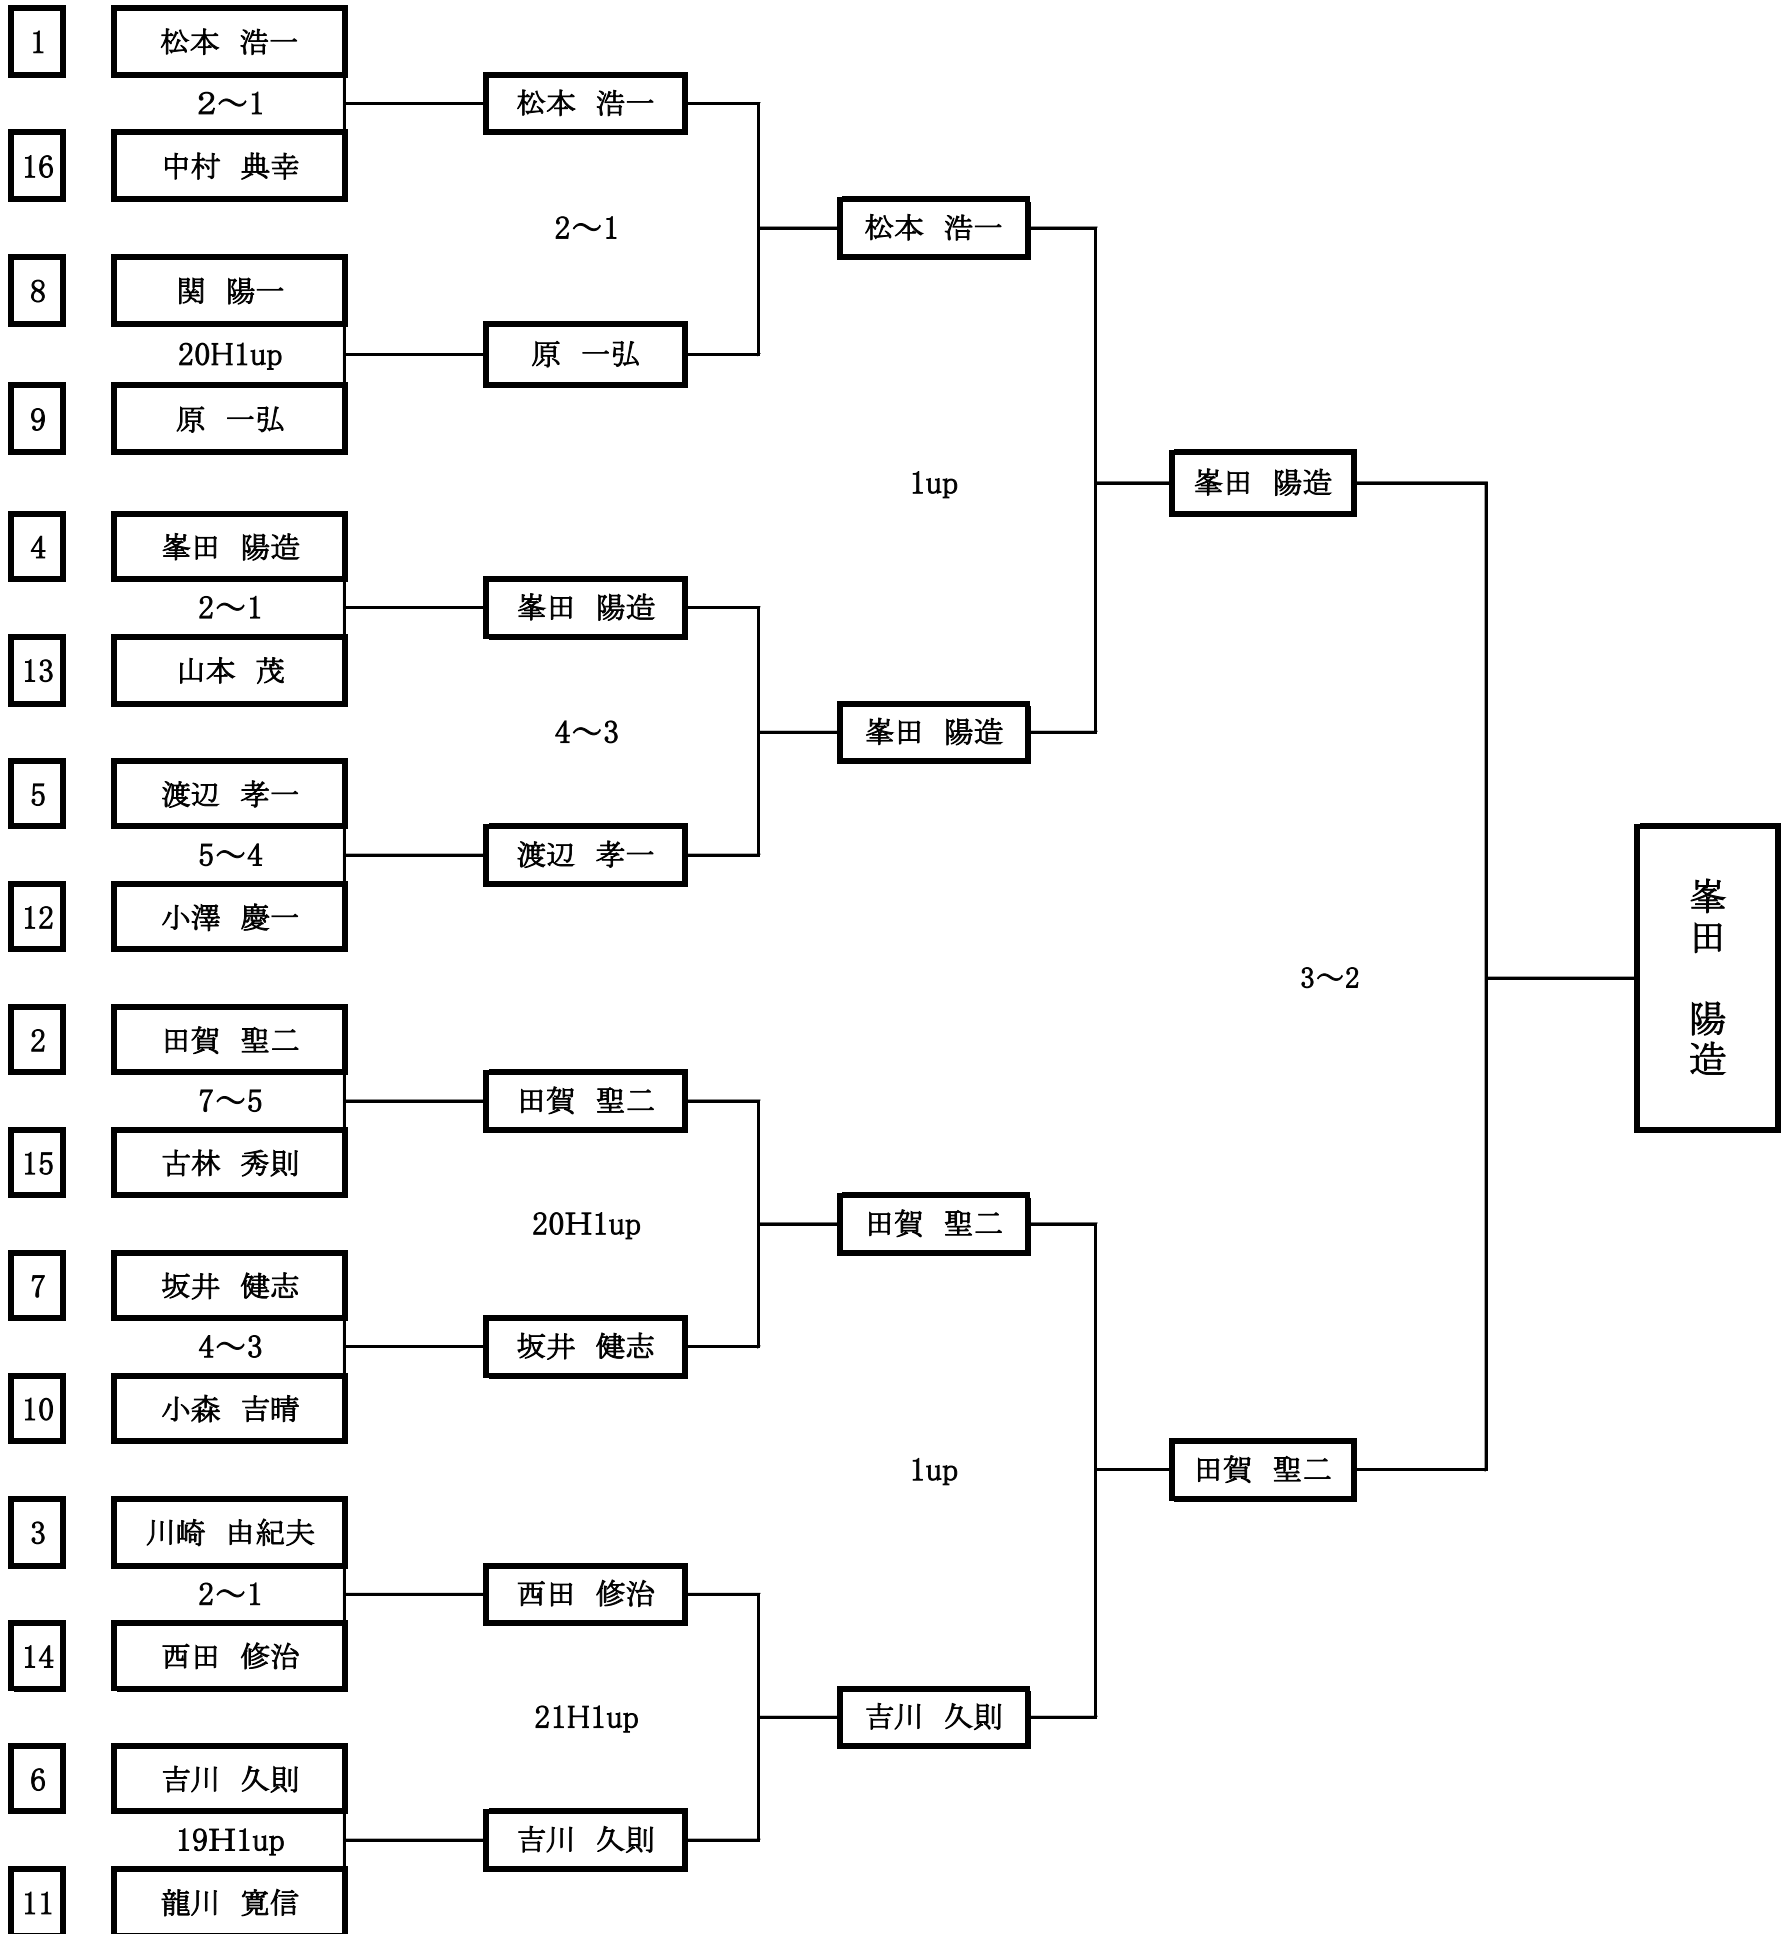 1 松本 浩一
2～1 松本 浩一
16 中村 典幸
2～1 松本 浩一
8 関 陽一
20H1up 原 一弘
9 原 一弘
1up 峯田 陽造
4 峯田 陽造
2～1 峯田 陽造
13 山本 茂
4～3 峯田 陽造
5 渡辺 孝一
5～4 渡辺 孝一
12 小澤 慶一
3～2
峯田 陽造
2 田賀 聖二
7～5 田賀 聖二
15 古林 秀則
20H1up 田賀 聖二
7 坂井 健志
4～3 坂井 健志
10 小森 吉晴
1up 田賀 聖二
3 川崎 由紀夫
2～1 西田 修治
14 西田 修治
21H1up 吉川 久則
6 吉川 久則
19H1up 吉川 久則
11 龍川 寛信